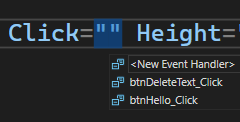 Click="" Height="
<New Event Handler>
btnDeleteText_Click
btnHello_Click